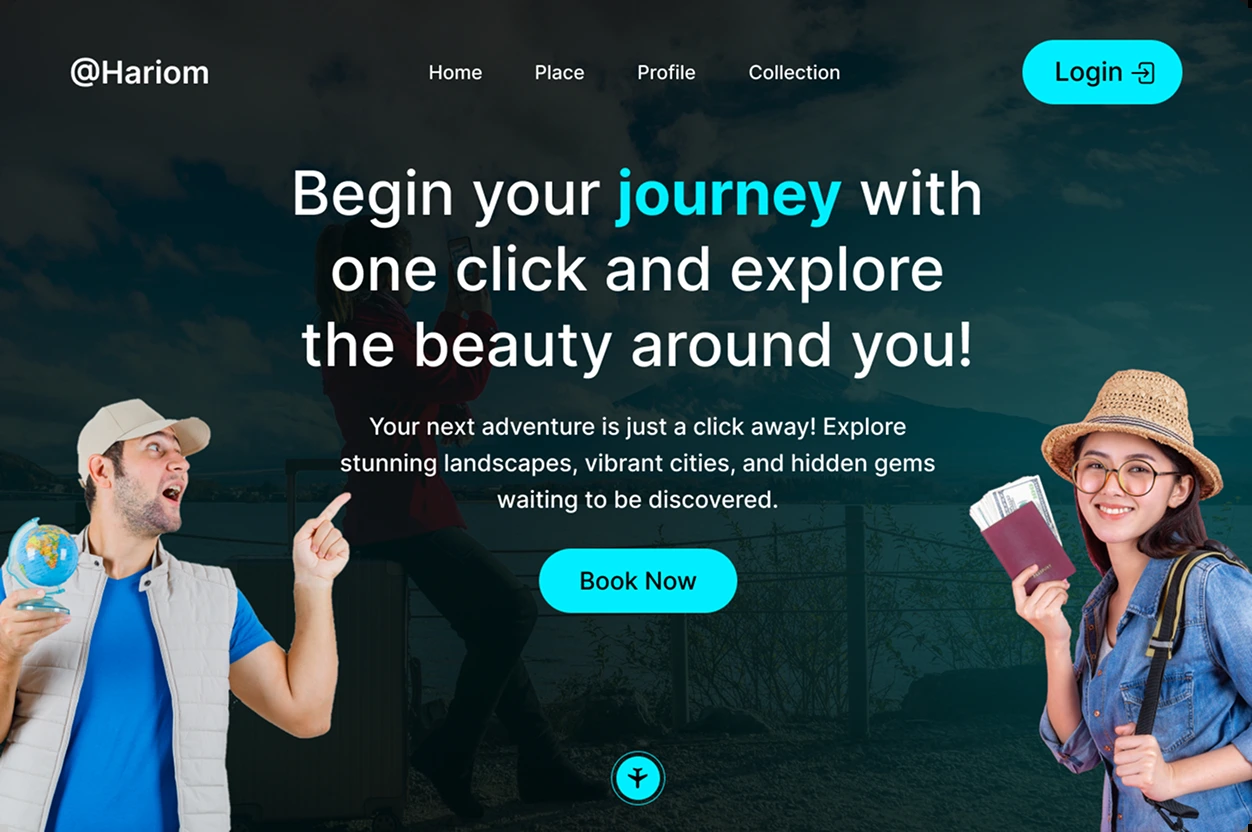 @Hariom
Home
Place
Profile
Collection
Login
Begin your journey with
one click and explore
the beauty around you!
Your next adventure is just a click away! Explore
stunning landscapes, vibrant cities, and hidden gems
waiting to be discovered.
Book Now